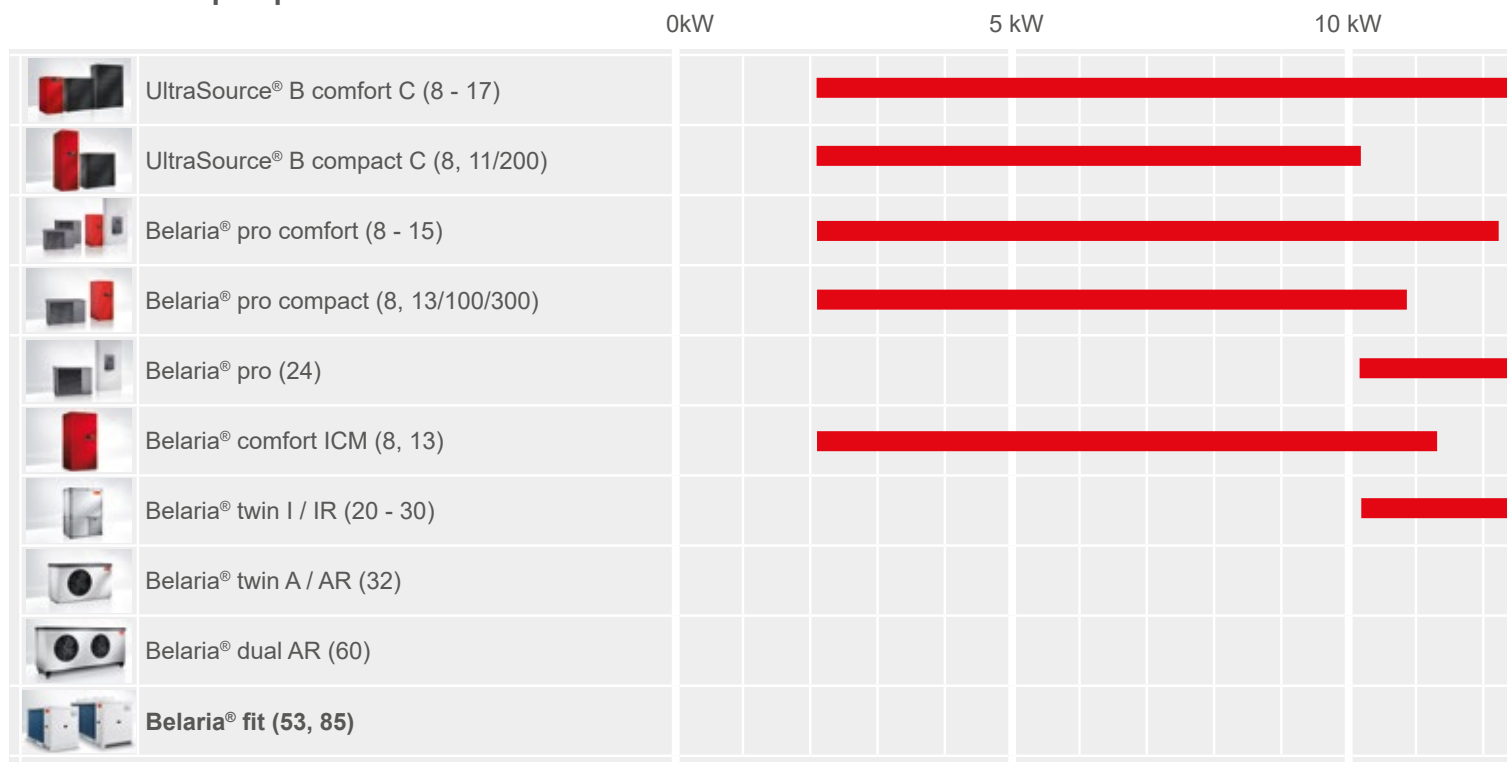 0kW 5 kW 10 kW
UltraSource® B comfort C (8 - 17)
UltraSource® B compact C (8, 11/200)
Belaria® pro comfort (8 - 15)
Belaria® pro compact (8, 13/100/300)
Belaria® pro (24)
Belaria® comfort ICM (8, 13)
Belaria® twin I / IR (20 - 30)
Belaria® twin A / AR (32)
Belaria® dual AR (60)
Belaria® fit (53, 85)